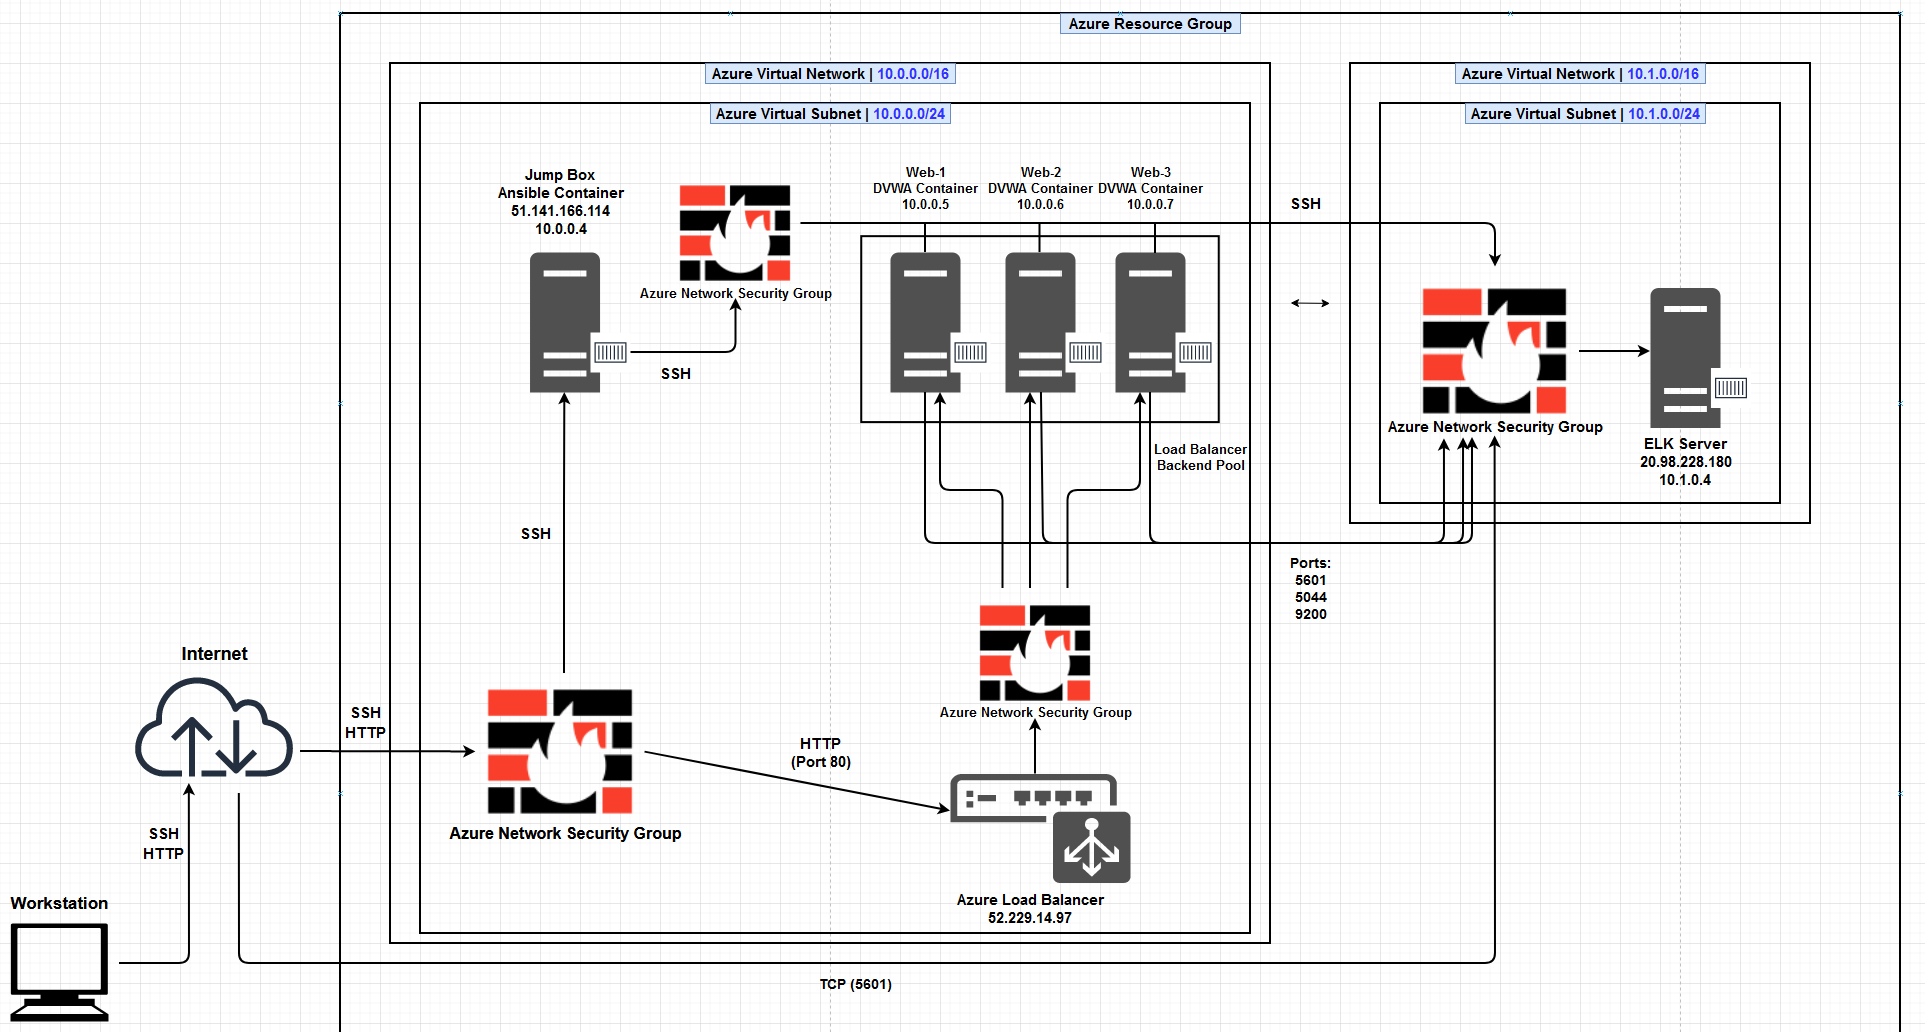 Azure Resource Group
Azure Virtual Network | 10.0.0.0/16
Azure Virtual Subnet | 10.0.0.0/24
Jump Box
Ansible Container
51.141.166.114
10.0.0.4
Azure Network Security Group
SSH
Web-1
DVWA Container
10.0.0.5
Web-2
DVWA Container
10.0.0.6
Web-3
DVWA Container
10.0.0.7
Load Balancer
Backend Pool
SSH
Azure Virtual Network | 10.1.0.0/16
Azure Virtual Subnet | 10.1.0.0/24
Azure Network Security Group
ELK Server
20.98.228.180
10.1.0.4
SSH
Ports:
5601
5044
9200
Internet
SSH
HTTP
Azure Network Security Group
HTTP
(Port 80)
Azure Network Security Group
Azure Load Balancer
52.229.14.97
SSH
HTTP
Workstation
TCP (5601)